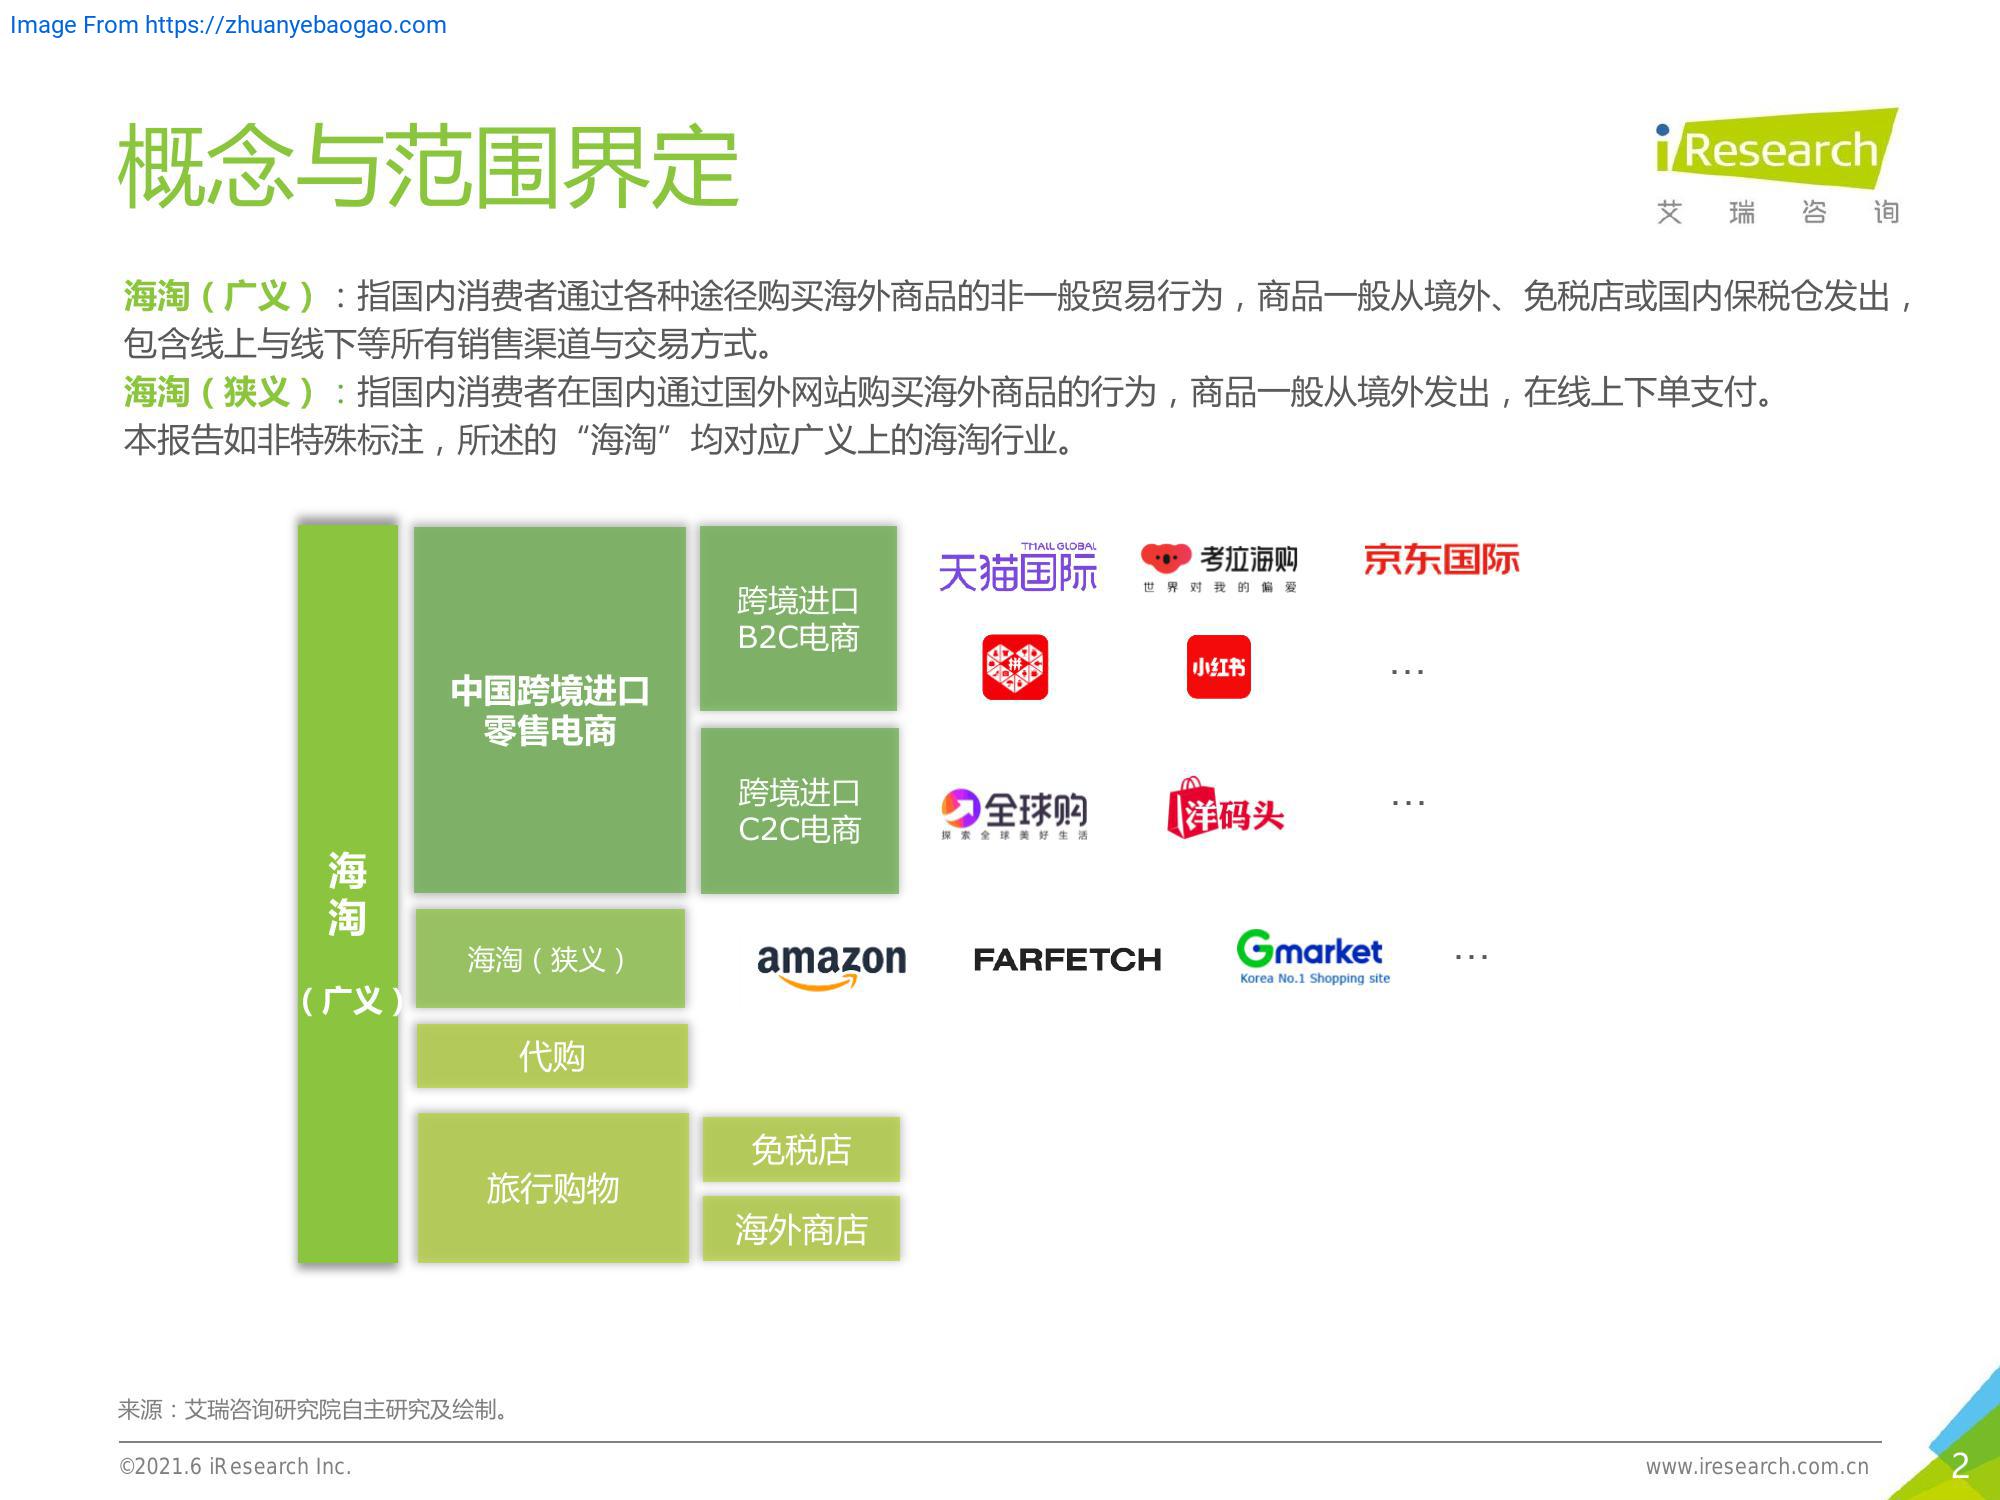 Image From https://zhuanyebaogao.com
概念与范围界定
iResearch
艾瑞咨询
海淘（广义）：指国内消费者通过各种途径购买海外商品的非一般贸易行为，商品一般从境外、免税店或国内保税仓发出，
包含线上与线下等所有销售渠道与交易方式。
海淘（狭义）：指国内消费者在国内通过国外网站购买海外商品的行为，商品一般从境外发出，在线上下单支付。
本报告如非特殊标注，所述的“海淘”均对应广义上的海淘行业。
海
淘
（广义）
中国跨境进口
零售电商
跨境进口
B2C电商
TMALL GLOBAL
天猫国际
考拉海购
世界对我的偏爱
京东国际
拼
小红书
…
跨境进口
C2C电商
全球购
探索全球美好生活
洋码头
…
海淘（狭义）
amazon
FARFETCH
Gmarket
Korea No.1 Shopping site
…
代购
旅行购物
免税店
海外商店
来源：艾瑞咨询研究院自主研究及绘制。
©2021.6 iResearch Inc.
www.iresearch.com.cn
2